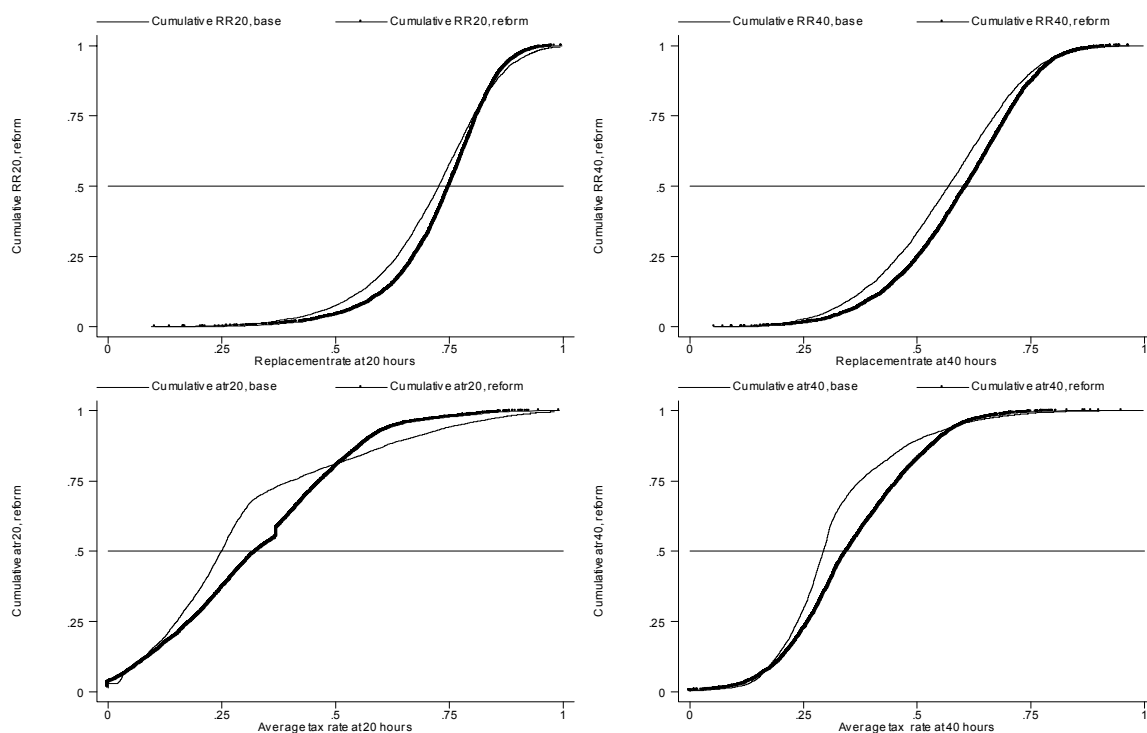 Cumulative RR20, base Cumulative RR20, reform
Cumulative RR20, reform
1
.75
.5
.25
0
0 .25 .5 .75 1
Replacement rate at 20 hours
Cumulative RR40, base Cumulative RR40, reform
Cumulative RR40, reform
1
.75
.5
.25
0
0 .25 .5 .75 1
Replacement rate at 40 hours
Cumulative atr20, base Cumulative atr20, reform
Cumulative atr20, reform
1
.75
.5
.25
0
0 .25 .5 .75 1
Average tax rate at 20 hours
Cumulative atr40, base Cumulative atr40, reform
Cumulative atr40, reform
1
.75
.5
.25
0
0 .25 .5 .75 1
Average tax rate at 40 hours